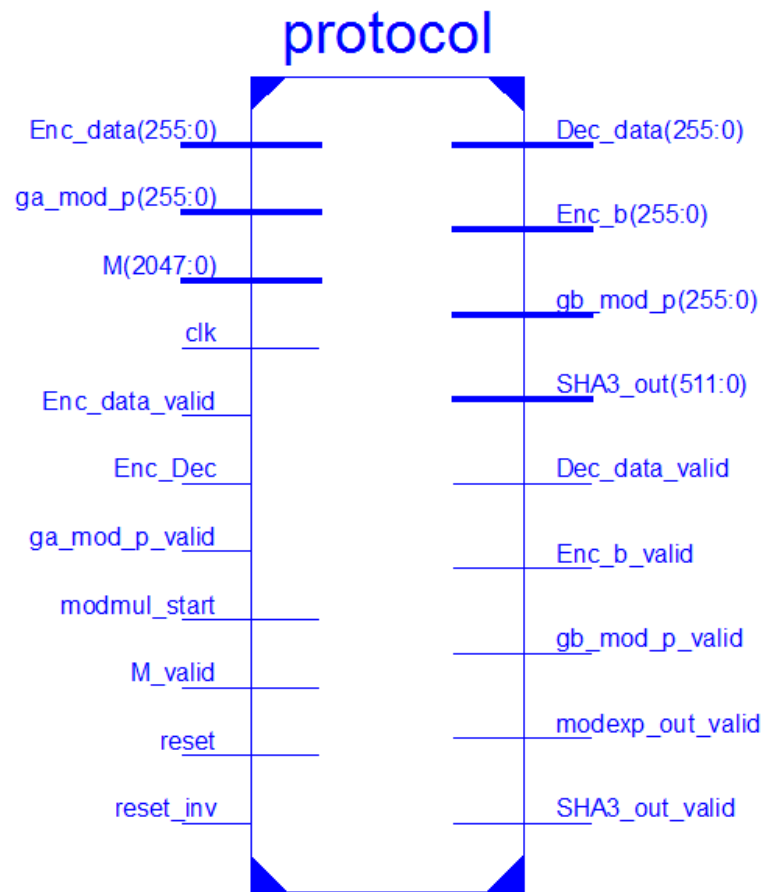 protocol
Enc_data(255:0)
ga_mod_p(255:0)
M(2047:0)
clk
Enc_data_valid
Enc_Dec
ga_mod_p_valid
modmul_start
M_valid
reset
reset_inv
Dec_data(255:0)
Enc_b(255:0)
gb_mod_p(255:0)
SHA3_out(511:0)
Dec_data_valid
Enc_b_valid
gb_mod_p_valid
modexp_out_valid
SHA3_out_valid